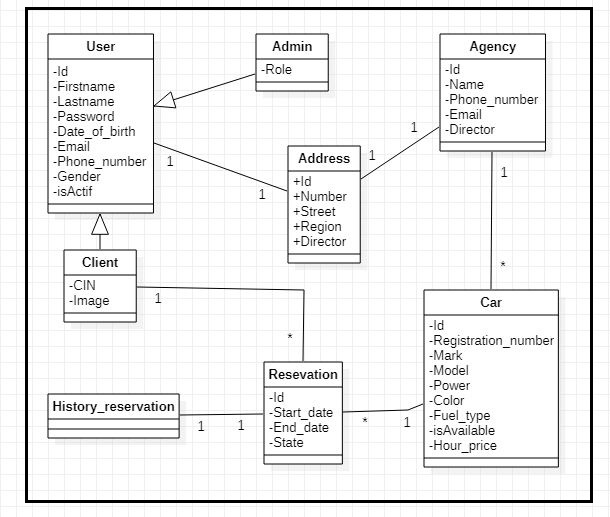 User
-Id
-Firstname
-Lastname
-Password
-Date_of_birth
-Email
-Phone_number
-Gender
-isActif
Admin
-Role
Agency
-Id
-Name
-Phone_number
-Email
-Director
1
1
1
1
Address
+Id
+Number
+Street
+Region
+Director
1
*
Client
-CIN
-Image
1
*
Car
-Id
-Registration_number
-Mark
-Model
-Power
-Color
-Fuel_type
-isAvailable
-Hour_price
Resevation
-Id
-Start_date
-End_date
-State
History_reservation
1
1
*
1